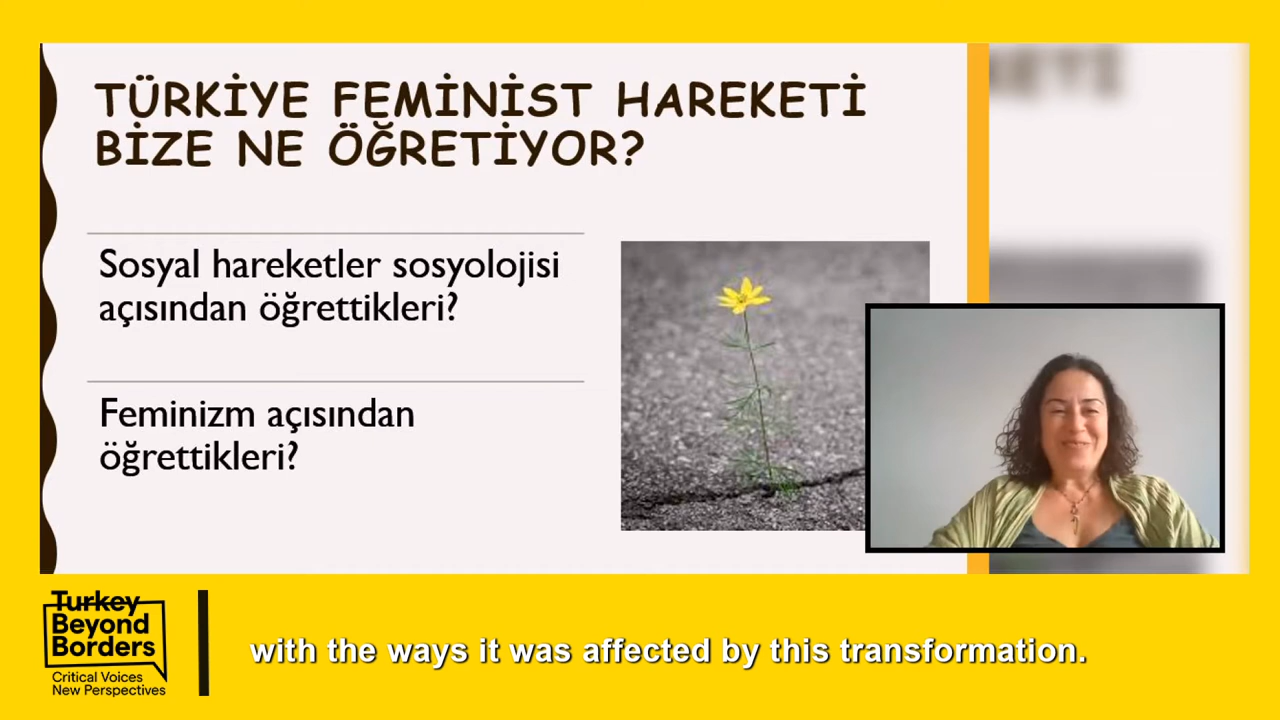 TÜRKİYE FEMİNİST HAREKETİ
BİZE NE ÖĞRETİYOR?
Sosyal hareketler sosyolojisi
açısından öğrettikleri?
Feminizm açısından
öğrettikleri?
Turkey
Beyond
Borders
Critical Voices
New Perspectives
with the ways it was affected by this transformation.